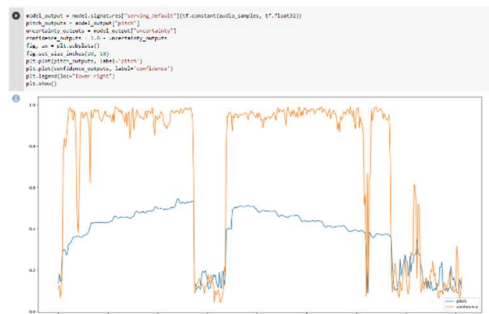 model_output = model.signatures["serving_default"](tf.constant(audio_samples, tf.float32))
pitch_outputs = model_output["pitch"]
uncertainty_outputs = model_output["uncertainty"]
confidence_outputs = 1.0 - uncertainty_outputs
fig, ax = plt.subplots()
fig.set_size_inches(20, 10)
plt.plot(pitch_outputs, label='pitch')
plt.plot(confidence_outputs, label='confidence')
plt.legend(loc="lower right")
plt.show()
1.0
0.8
0.6
0.4
0.2
0.0
pitch
confidence